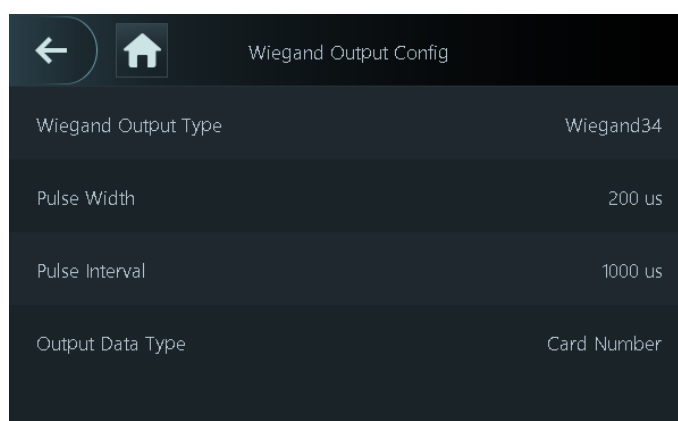 Wiegand Output Config
Wiegand Output Type Wiegand34
Pulse Width 200 us
Pulse Interval 1000 us
Output Data Type Card Number